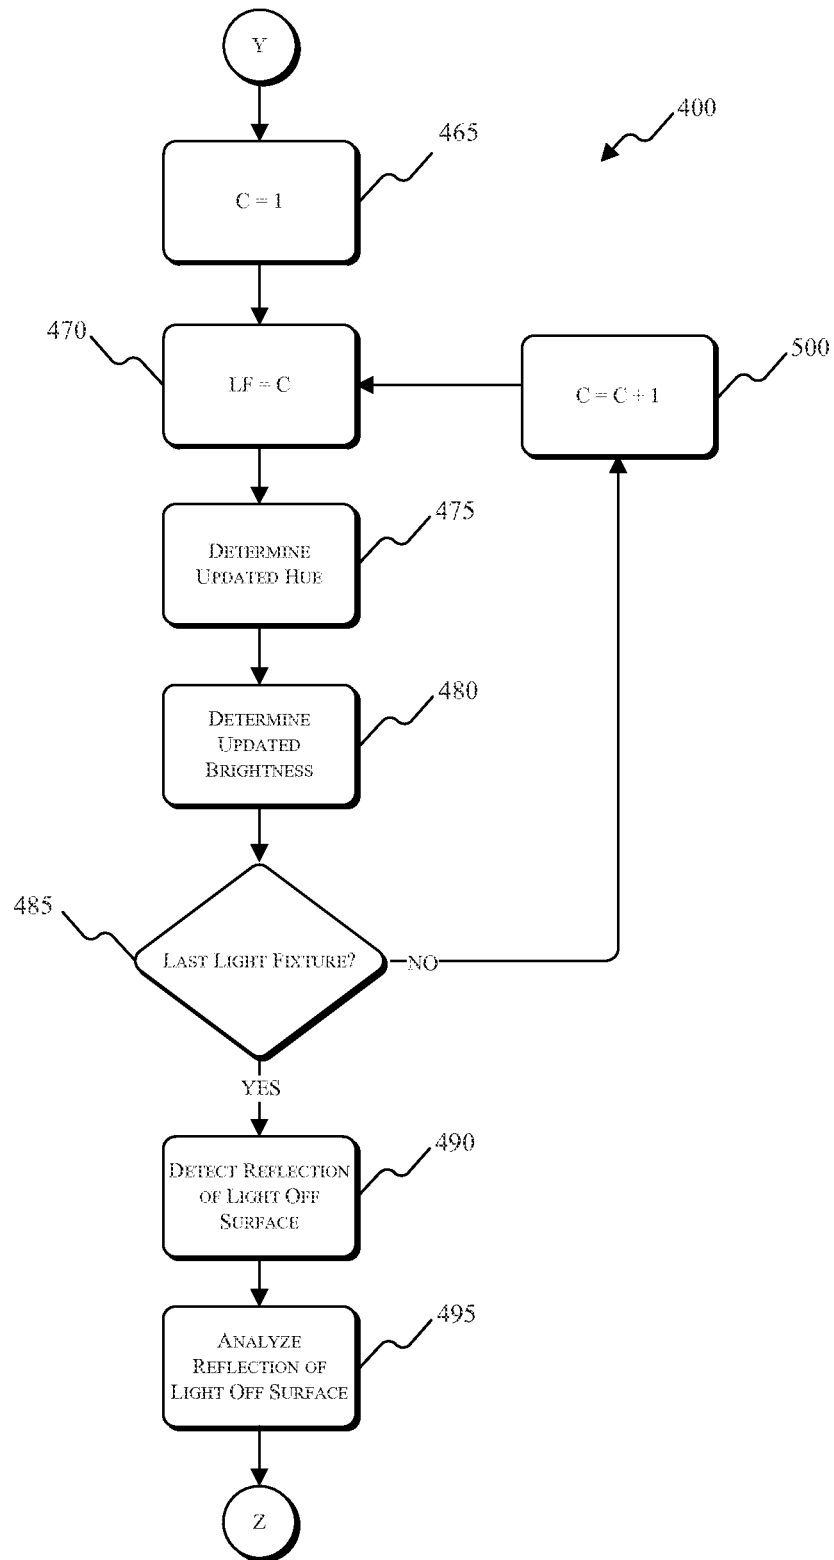 Y
400
465
C = 1
470
LF = C
500
C = C + 1
475
DETERMINE
UPDATED HUE
480
DETERMINE
UPDATED
BRIGHTNESS
485
LAST LIGHT FIXTURE?
NO
YES
490
DETECT REFLECTION
OF LIGHT OFF
SURFACE
495
ANALYZE
REFLECTION OF
LIGHT OFF SURFACE
Z